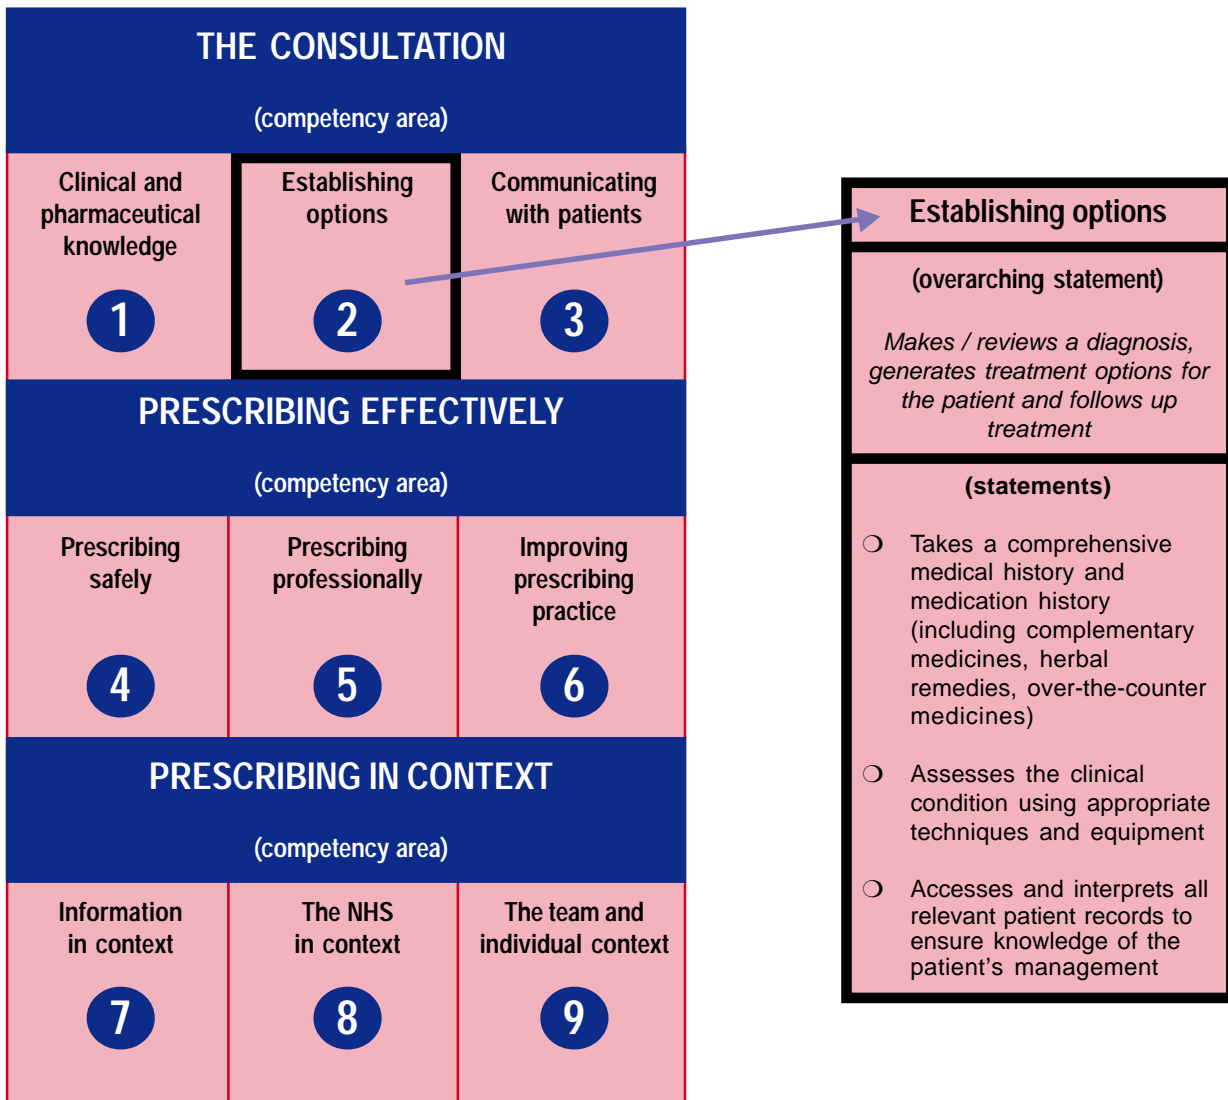 THE CONSULTATION
(competency area)
Clinical and
pharmaceutical
knowledge
1
Establishing
options
2
Communicating
with patients
3
PRESCRIBING EFFECTIVELY
(competency area)
Prescribing
safely
4
Prescribing
professionally
5
Improving
prescribing
practice
6
PRESCRIBING IN CONTEXT
(competency area)
Information
in context
7
The NHS
in context
8
The team and
individual context
9
Establishing options
(overarching statement)
Makes / reviews a diagnosis,
generates treatment options for
the patient and follows up
treatment
(statements)
❍ Takes a comprehensive
medical history and
medication history
(including complementary
medicines, herbal
remedies, over-the-counter
medicines)
❍ Assesses the clinical
condition using appropriate
techniques and equipment
❍ Accesses and interprets all
relevant patient records to
ensure knowledge of the
patient’s management